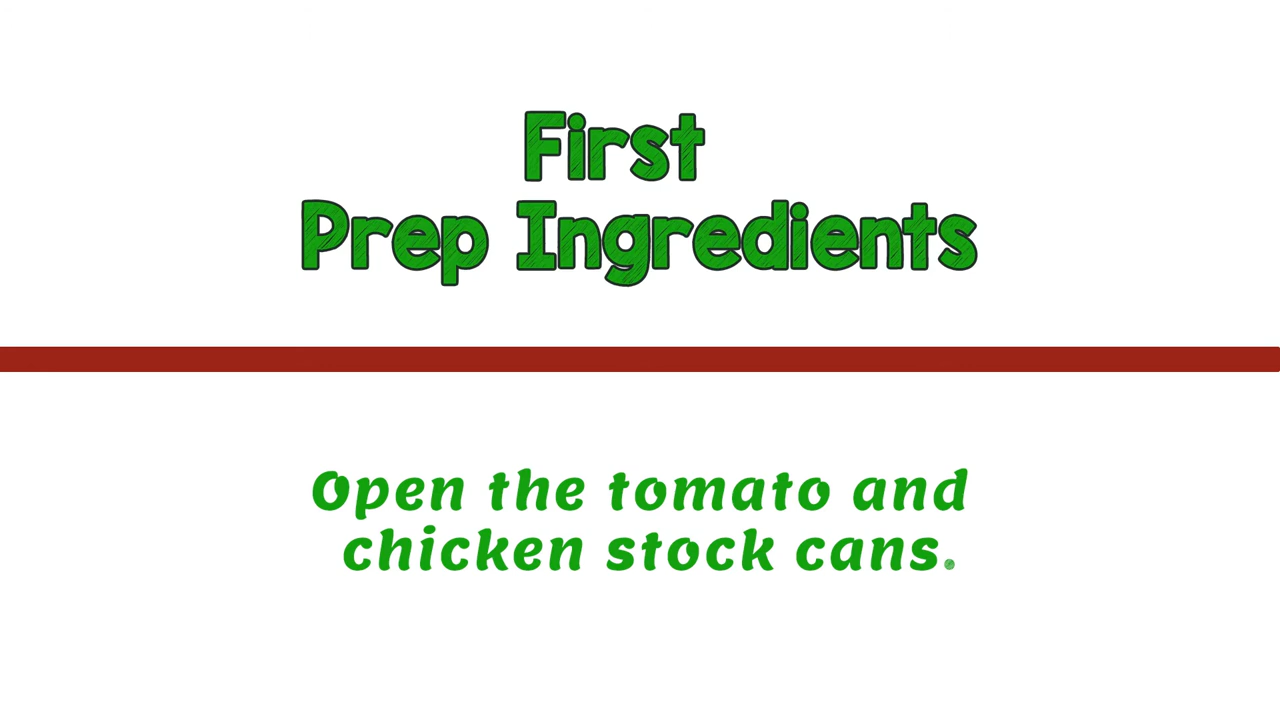 First
Prep Ingredients
Open the tomato and
chicken stock cans.